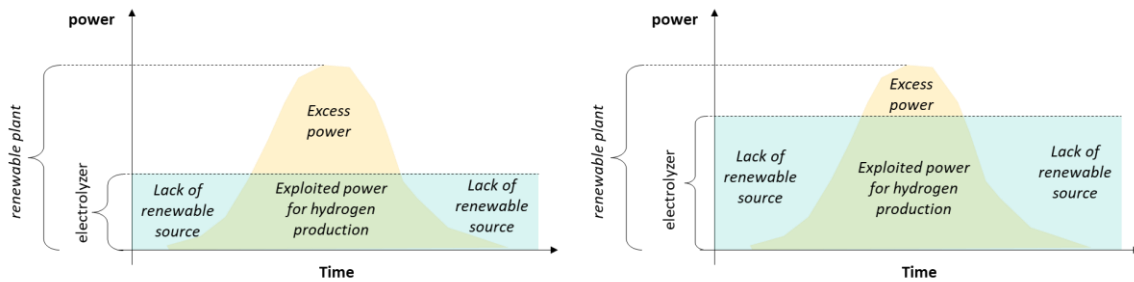 power
renewable plant
electrolyzer
Excess
power
Lack of
renewable
source
Exploited power
for hydrogen
production
Lack of
renewable
source
Time
power
renewable plant
electrolyzer
Excess
power
Lack of
renewable
source
Exploited power
for hydrogen
production
Lack of
renewable
source
Time